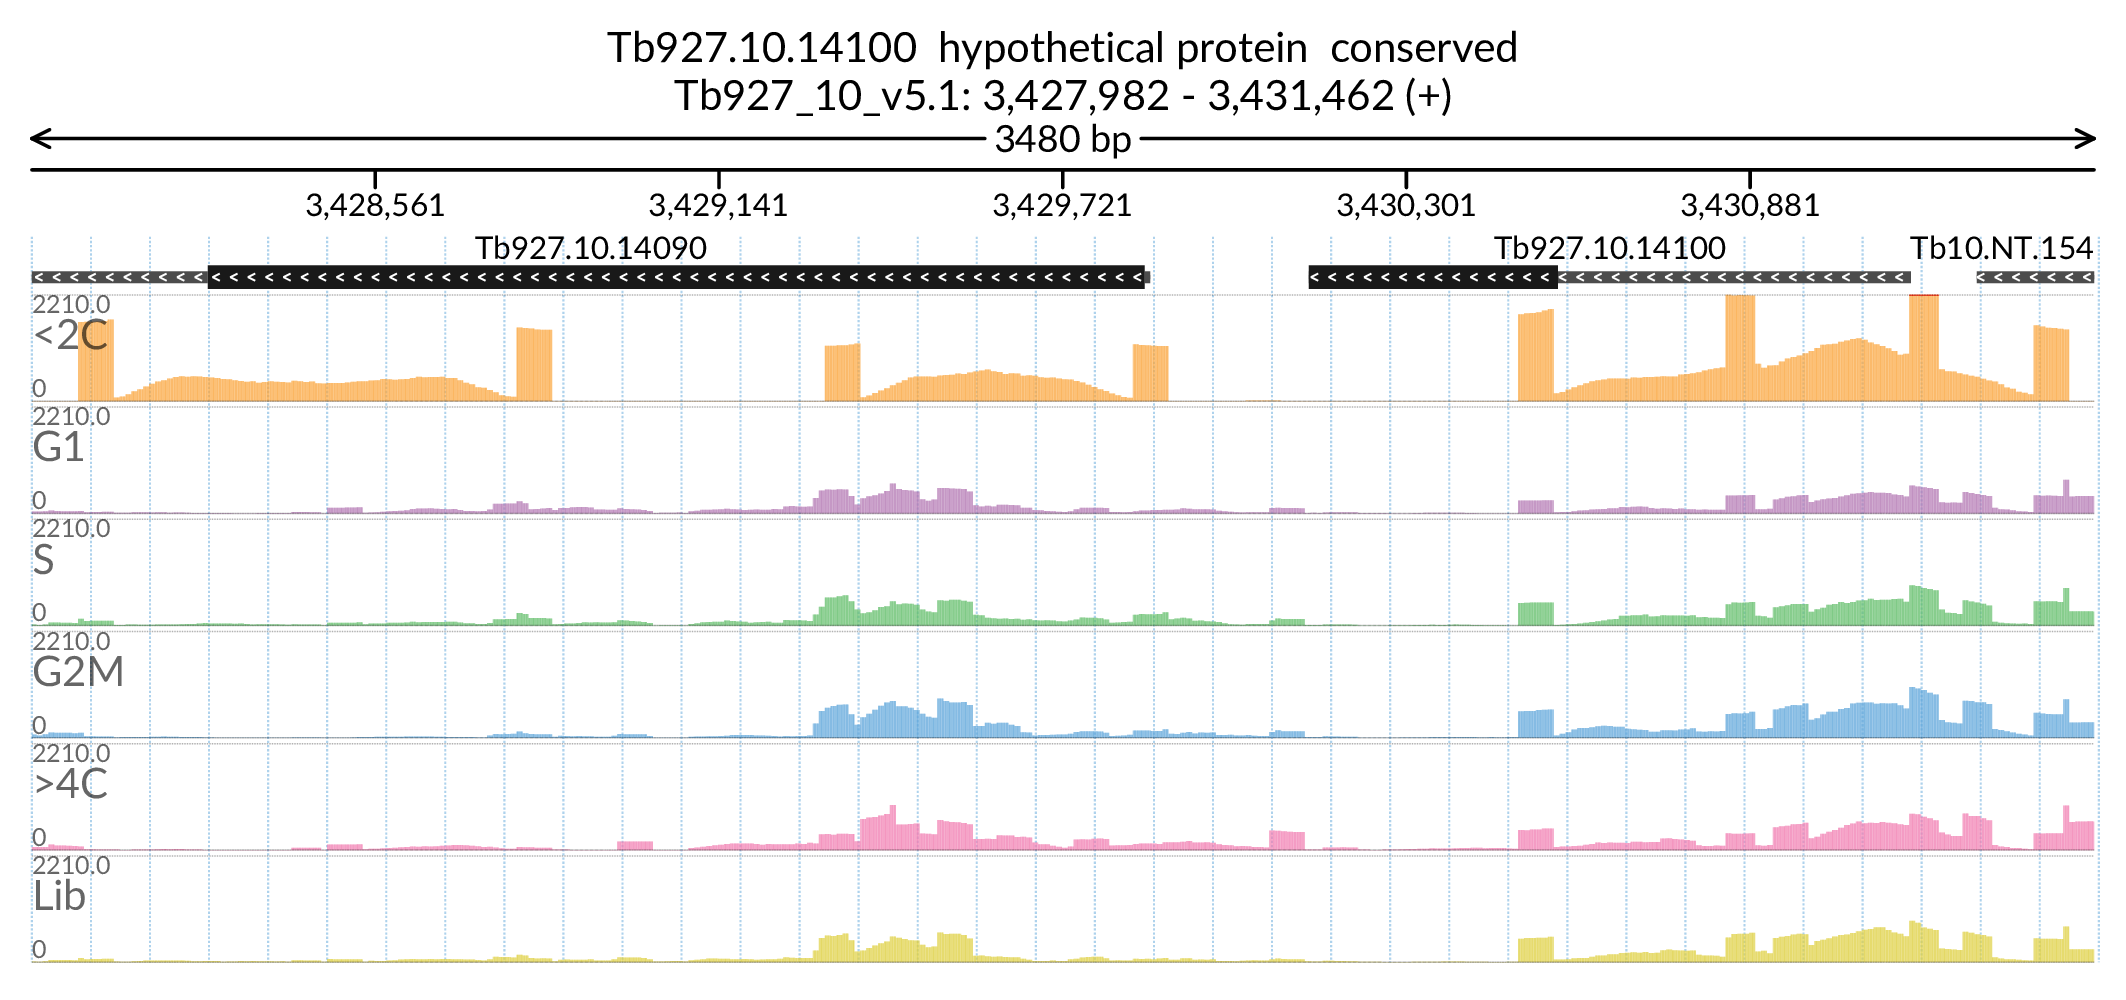 Tb927.10.14100 hypothetical protein conserved
Tb927_10_v5.1: 3,427,982 - 3,431,462 (+)
3480 bp
3,428,561 3,429,141 3,429,721 3,430,301 3,430,881
Tb927.10.14090 Tb927.10.14100 Tb10.NT.154
2210.0
<2C
0
2210.0
G1
0
2210.0
S
0
2210.0
G2M
0
2210.0
>4C
0
2210.0
Lib
0